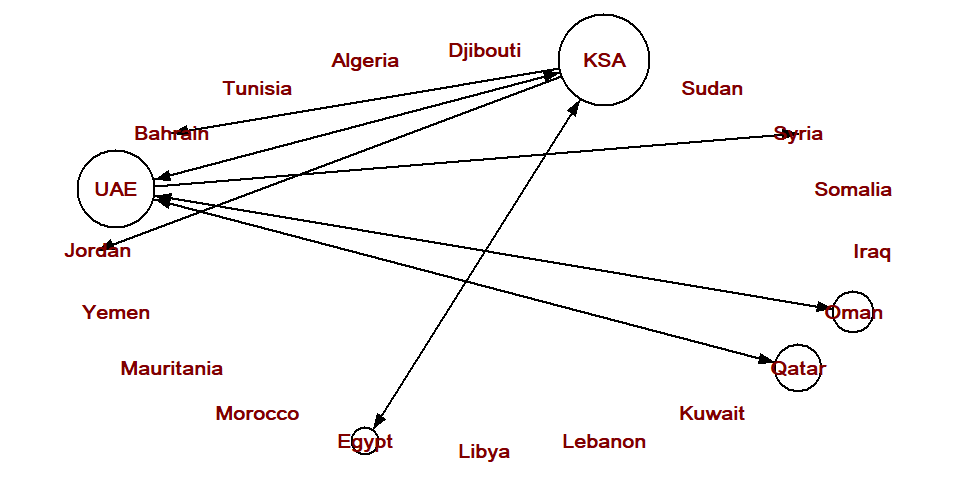 Djibouti
KSA
Algeria
Tunisia
Sudan
Bahrain
Syria
UAE
Somalia
Jordan
Iraq
Yemen
Oman
Mauritania
Qatar
Morocco
Kuwait
Egypt
Libya
Lebanon